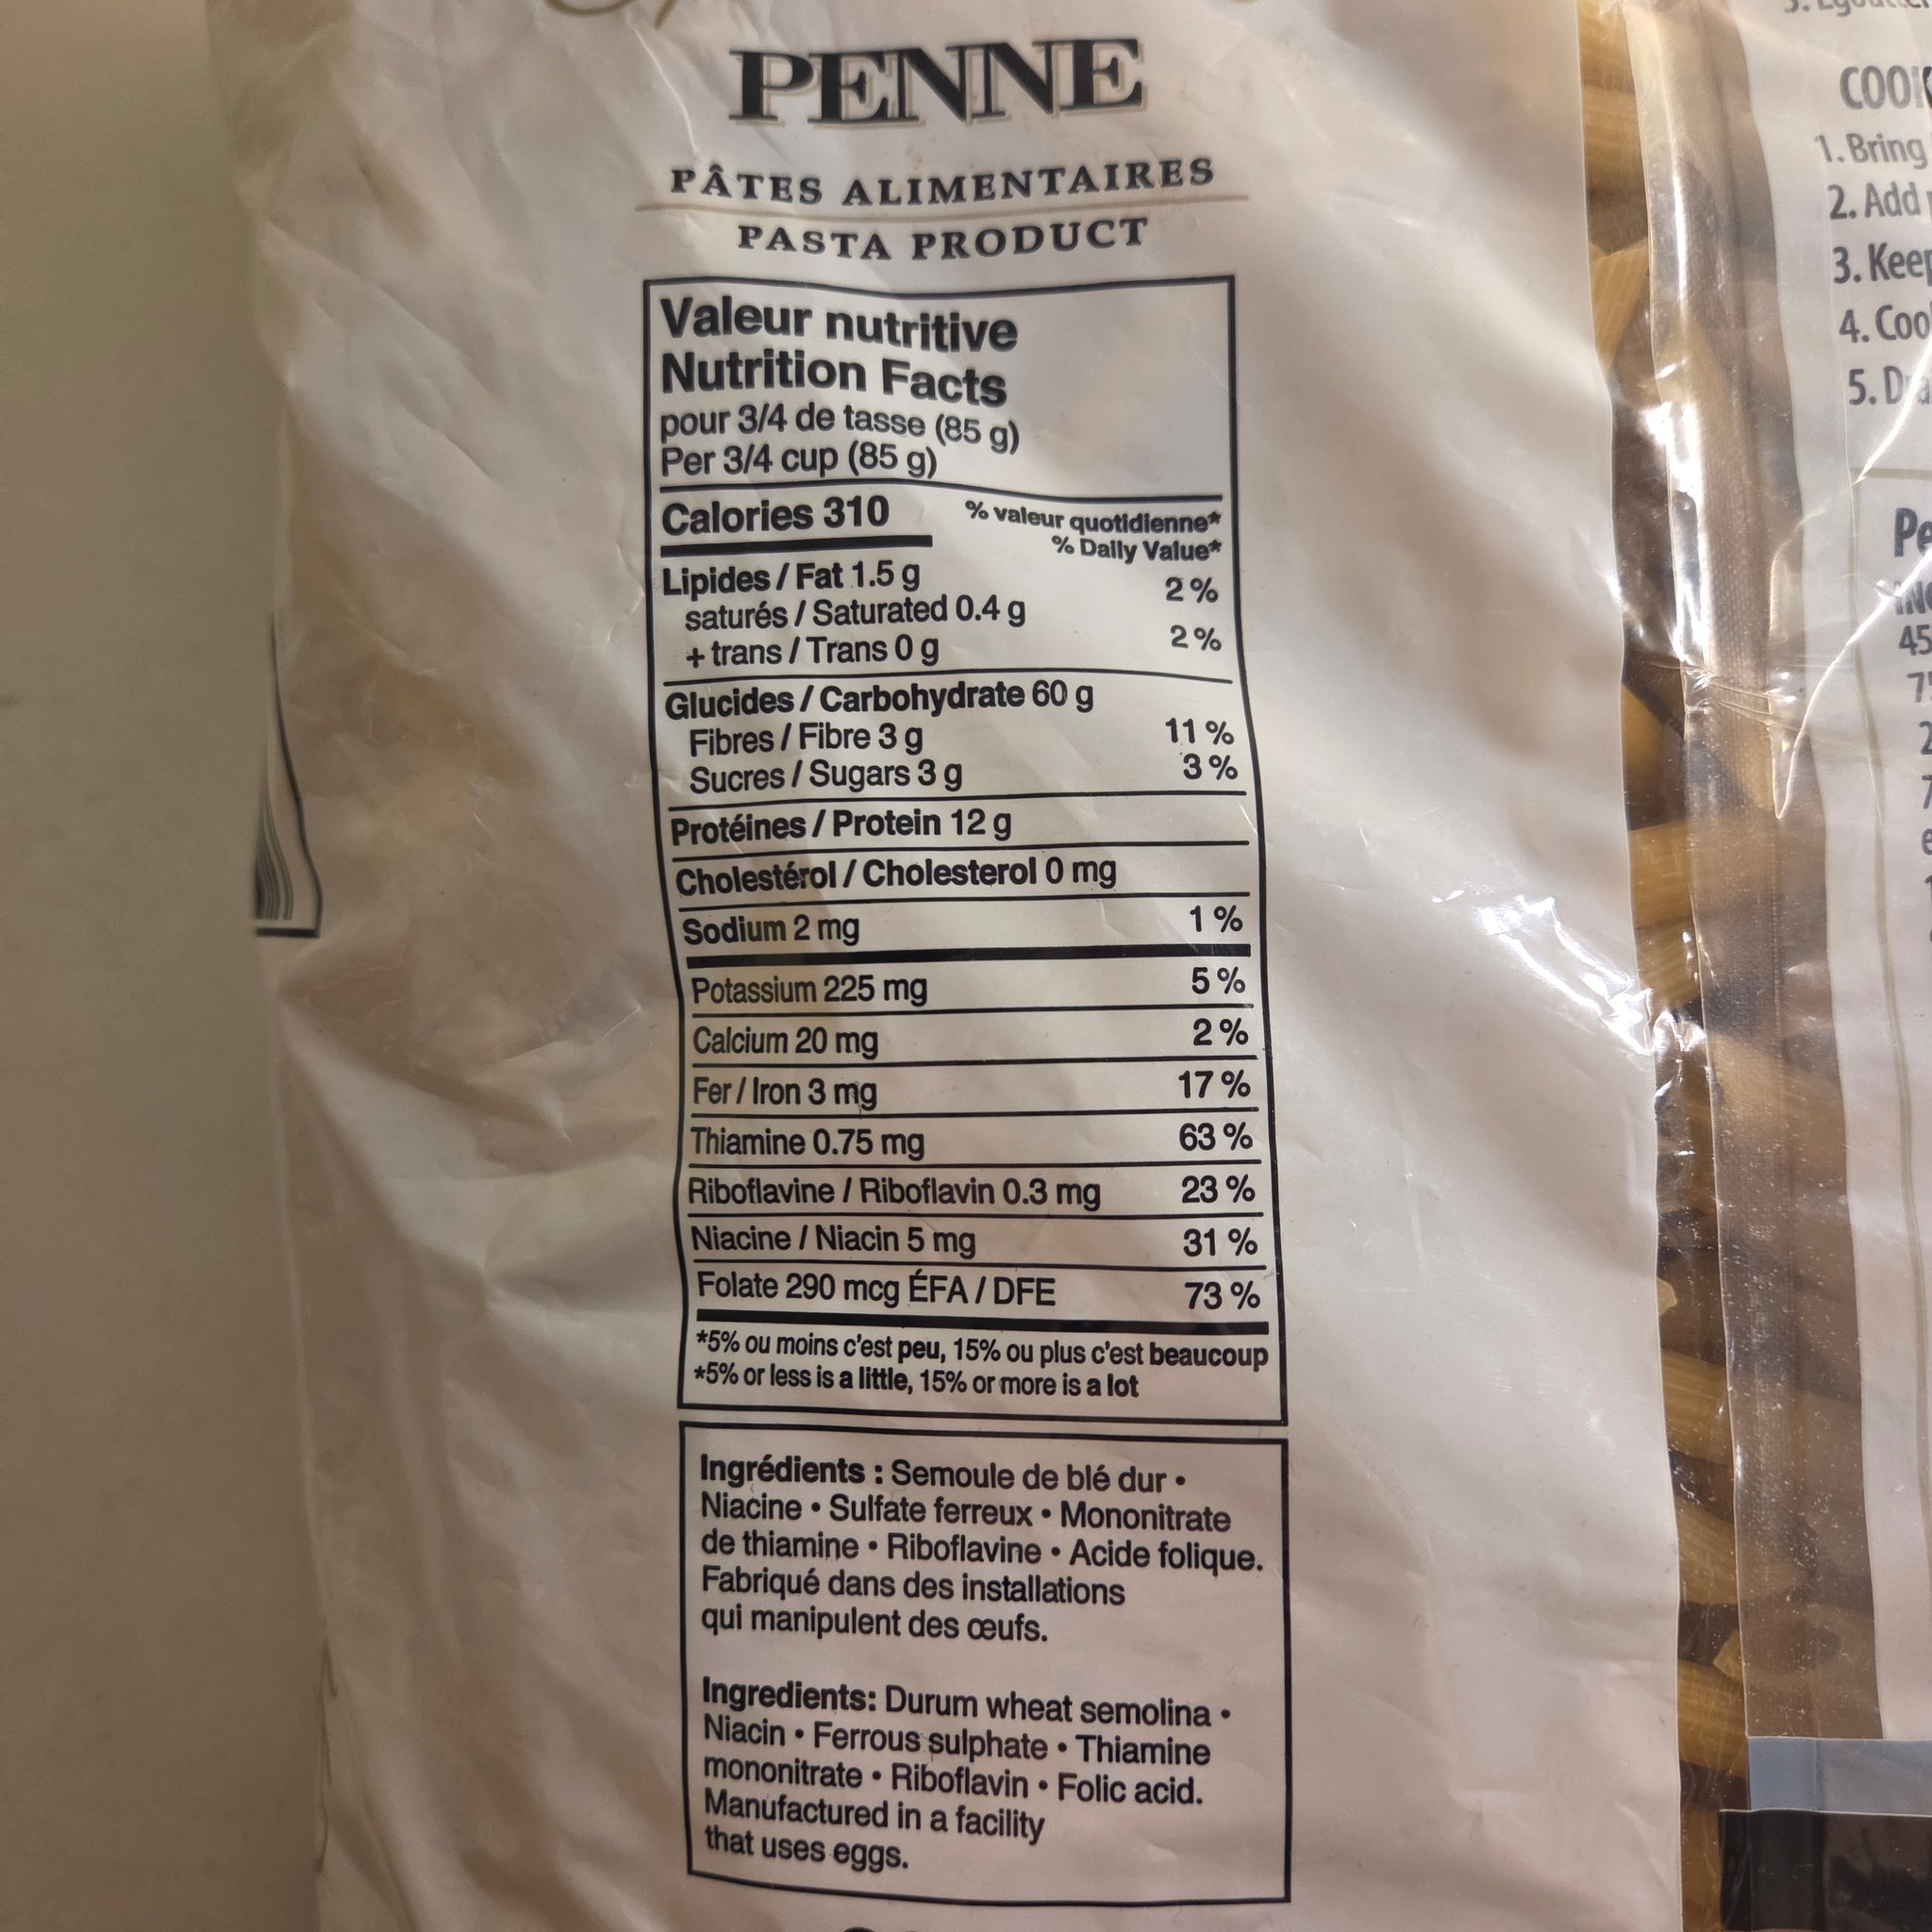 PENNE
PÂTES ALIMENTAIRES
PASTA PRODUCT
Valeur nutritive
Nutrition Facts
pour 3/4 de tasse (85 g)
Per 3/4 cup (85 g)
Calories 310
% valeur quotidienne*
% Daily Value*
Lipides / Fat 1.5 g 2 %
saturés / Saturated 0.4 g
+ trans / Trans 0 g 2 %
Glucides / Carbohydrate 60 g
Fibres / Fibre 3 g 11 %
Sucres / Sugars 3 g 3 %
Protéines / Protein 12 g
Cholestérol / Cholesterol 0 mg
Sodium 2 mg 1 %
Potassium 225 mg 5 %
Calcium 20 mg 2 %
Fer / Iron 3 mg 17 %
Thiamine 0.75 mg 63 %
Riboflavine / Riboflavin 0.3 mg 23 %
Niacine / Niacin 5 mg 31 %
Folate 290 mcg ÉFA / DFE 73 %
*5% ou moins c'est peu, 15% ou plus c'est beaucoup
*5% or less is a little, 15% or more is a lot
Ingrédients : Semoule de blé dur •
Niacine • Sulfate ferreux • Mononitrate
de thiamine • Riboflavine • Acide folique.
Fabriqué dans des installations
qui manipulent des œufs.
Ingredients: Durum wheat semolina •
Niacin • Ferrous sulphate • Thiamine
mononitrate • Riboflavin • Folic acid.
Manufactured in a facility
that uses eggs.
1. Bring
2. Add
3. Keep
4.
5.